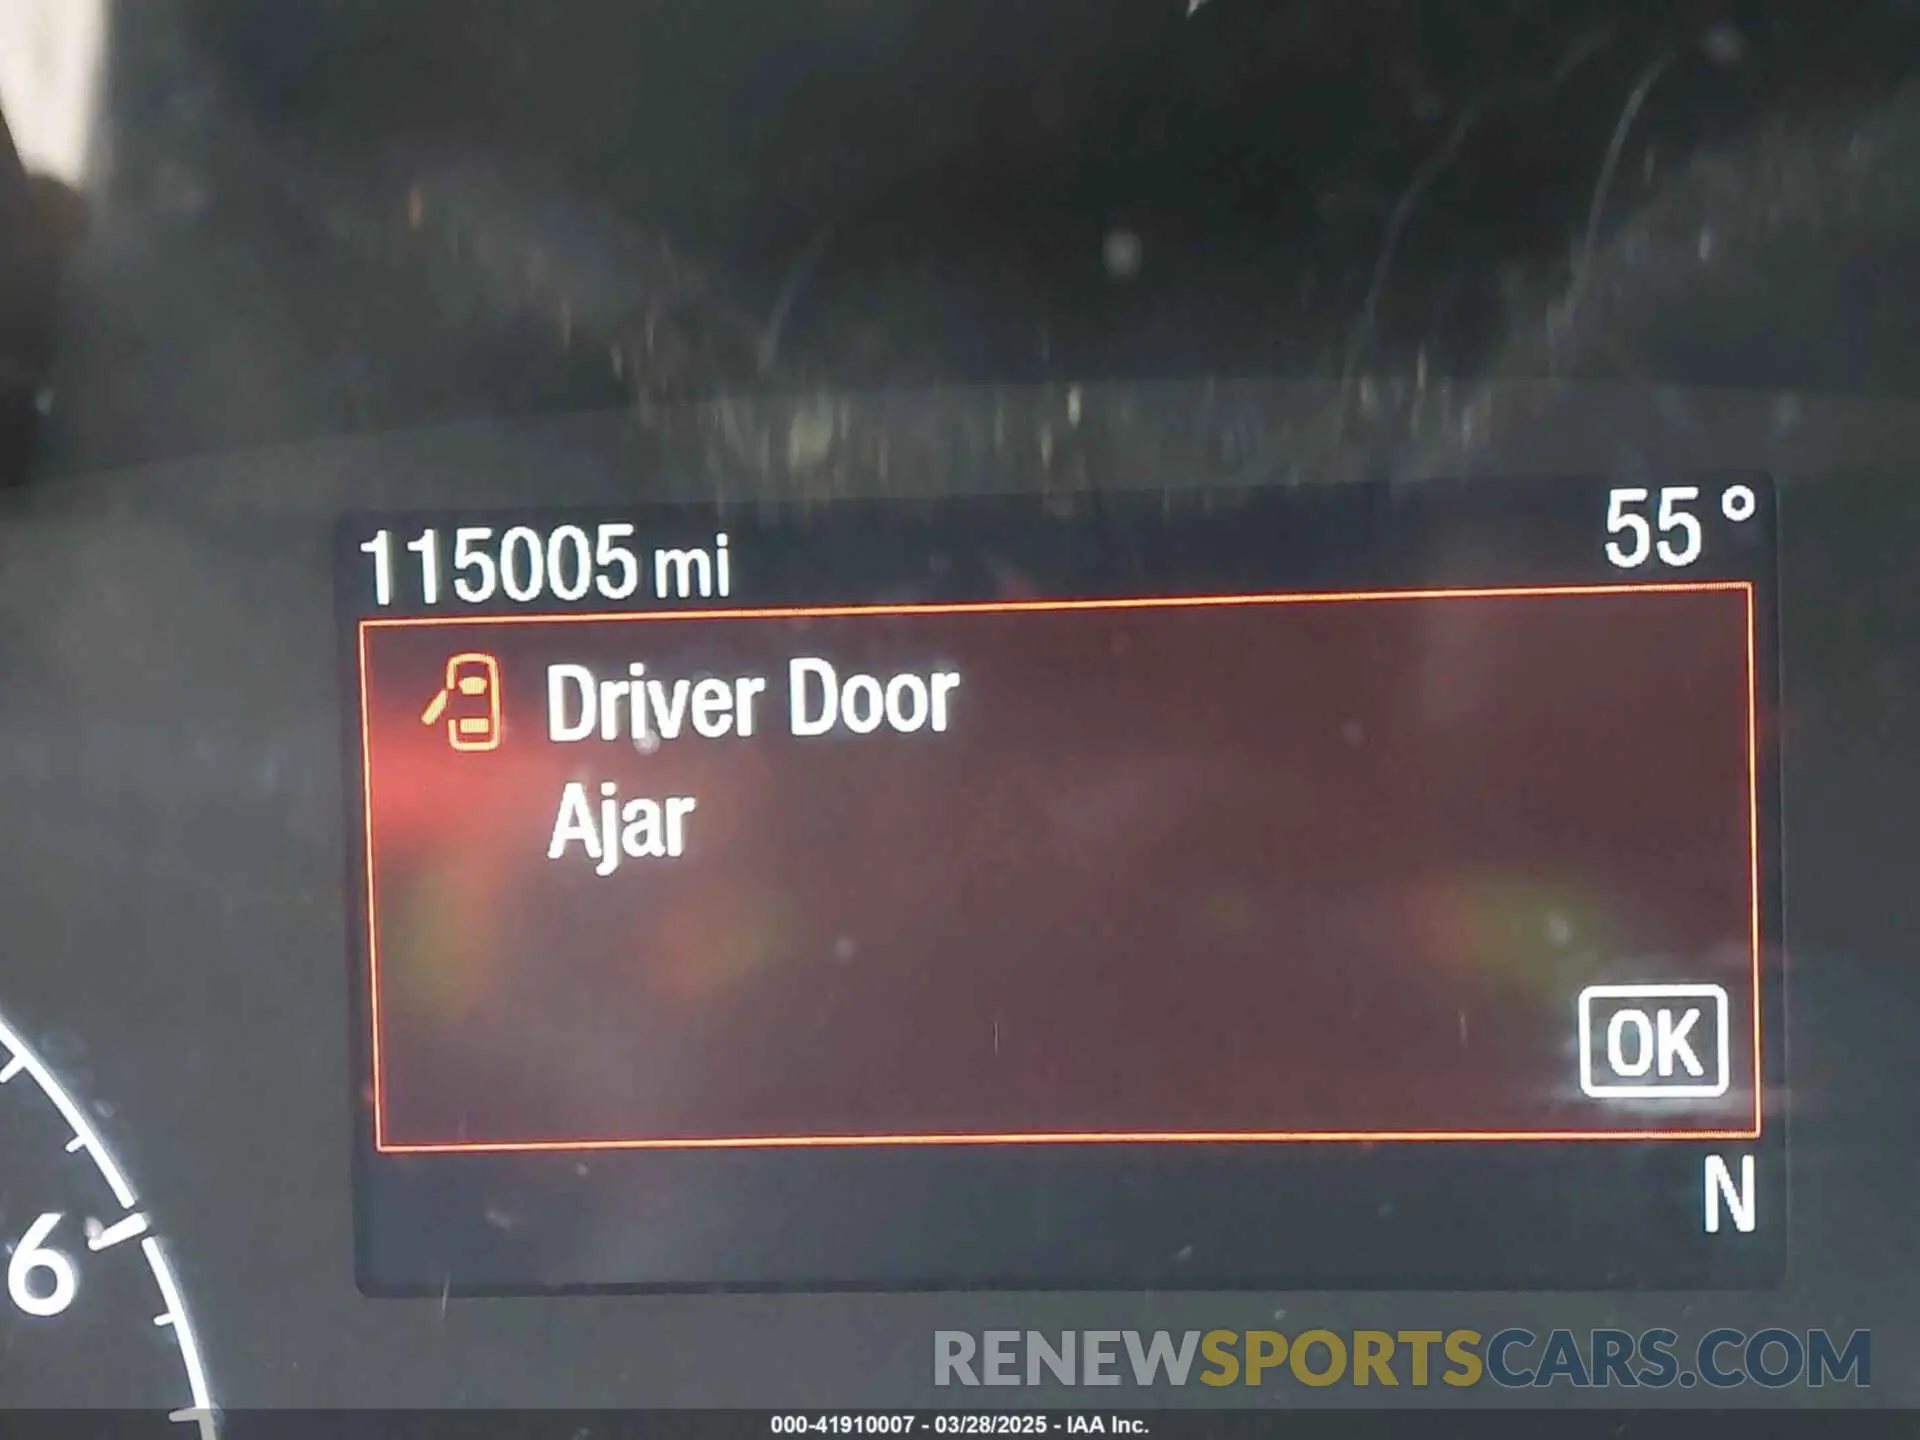 115005 mi 55°
Driver Door
Ajar
OK
N
6
RENEWSPORTSCARS.COM
000-41910007 - 03/28/2025 - IAA Inc.